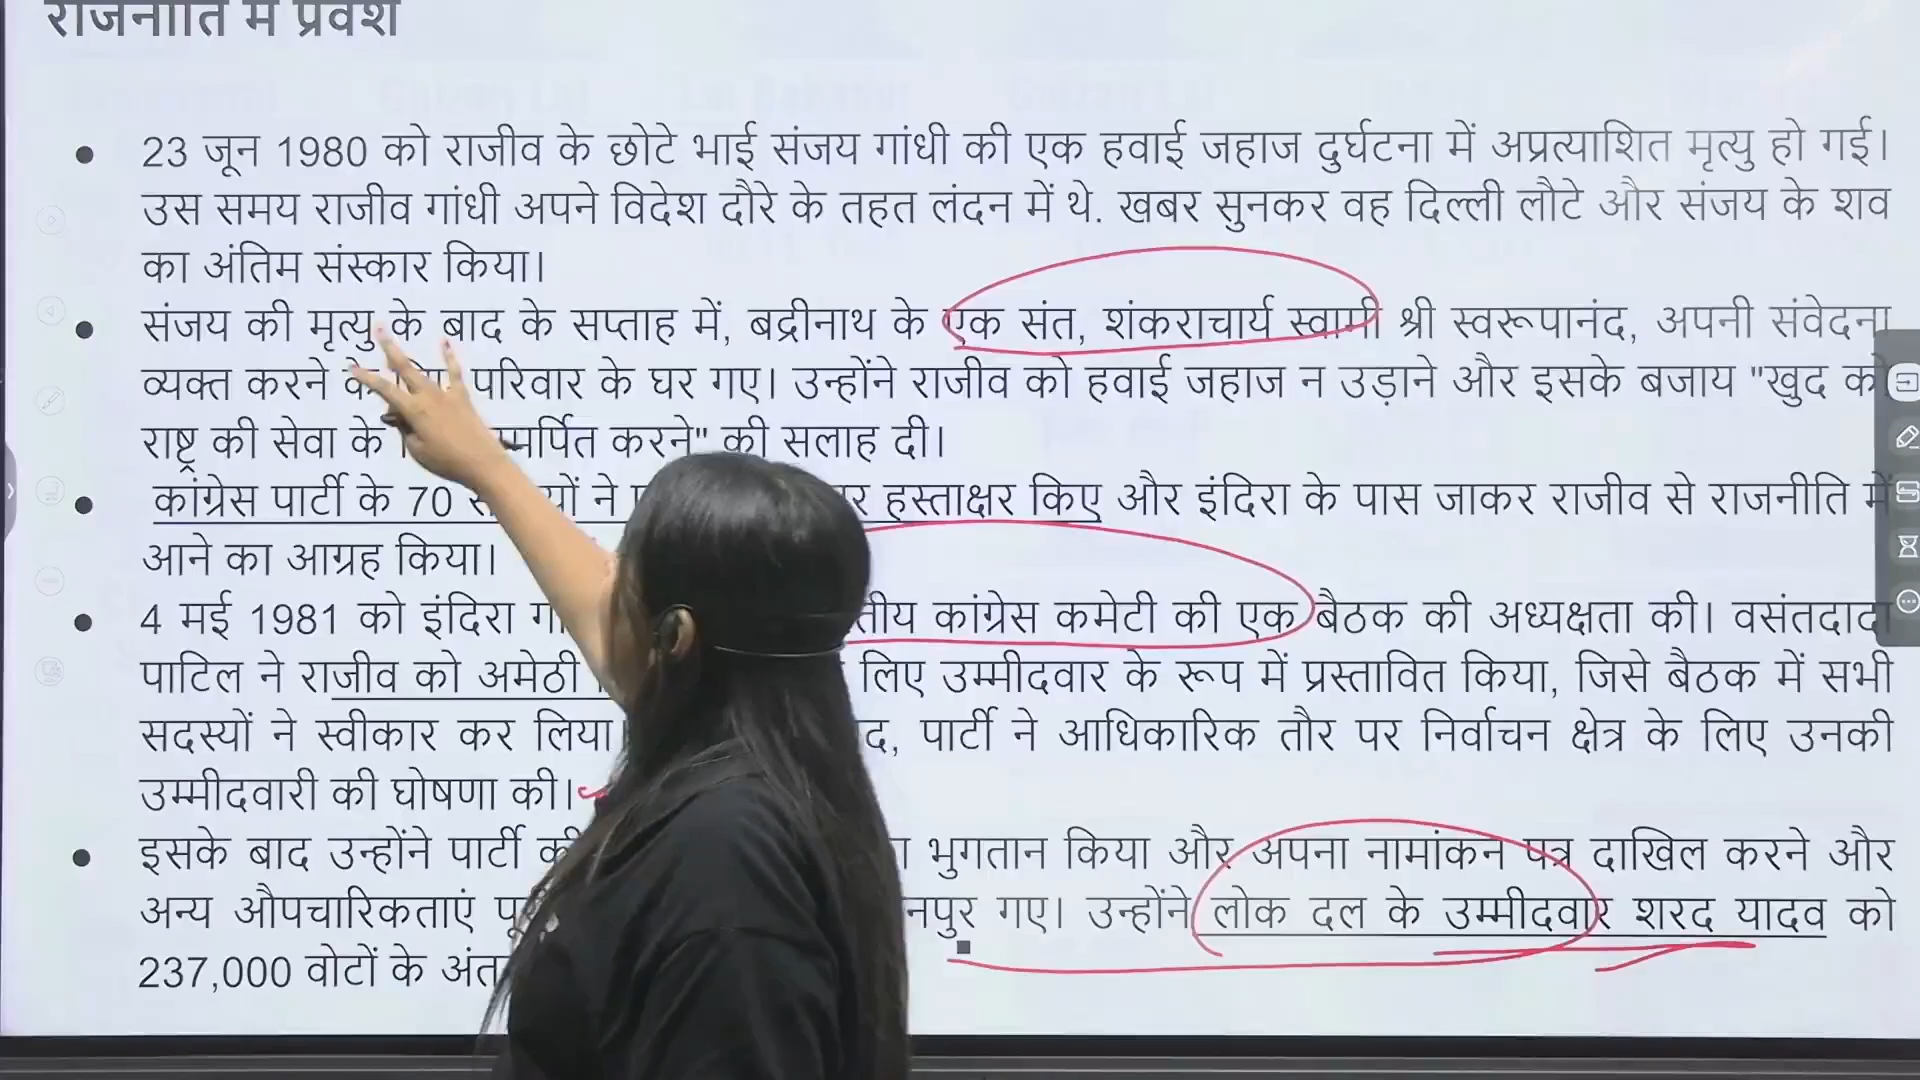 राजनीति में प्रवेश
23 जून 1980 को राजीव के छोटे भाई संजय गांधी की एक हवाई जहाज दुर्घटना में अप्रत्याशित मृत्यु हो गई।
उस समय राजीव गांधी अपने विदेश दौरे के तहत लंदन में थे. खबर सुनकर वह दिल्ली लौटे और संजय के शव
का अंतिम संस्कार किया।
संजय की मृत्यु के बाद के सप्ताह में, बद्रीनाथ के एक संत, शंकराचार्य स्वामी श्री स्वरूपानंद, अपनी संवेदना
व्यक्त करने के परिवार के घर गए। उन्होंने राजीव को हवाई जहाज न उड़ाने और इसके बजाय "खुद को
राष्ट्र की सेवा के करने" की सलाह दी।
कांग्रेस पार्टी के 70 ने हस्ताक्षर किए और इंदिरा के पास जाकर राजीव से राजनीति में
आने का आग्रह किया।
4 मई 1981 को इंदिरा कांग्रेस कमेटी की एक बैठक की अध्यक्षता की। वसंतदादा
पाटिल ने राजीव को अमेठी लिए उम्मीदवार के रूप में प्रस्तावित किया, जिसे बैठक में सभी
सदस्यों ने स्वीकार कर लिया। पार्टी ने आधिकारिक तौर पर निर्वाचन क्षेत्र के लिए उनकी
उम्मीदवारी की घोषणा की।
इसके बाद उन्होंने पार्टी भुगतान किया और अपना नामांकन पत्र दाखिल करने और
अन्य औपचारिकताएं गए। उन्होंने लोक दल के उम्मीदवार शरद यादव को
237,000 वोटों के